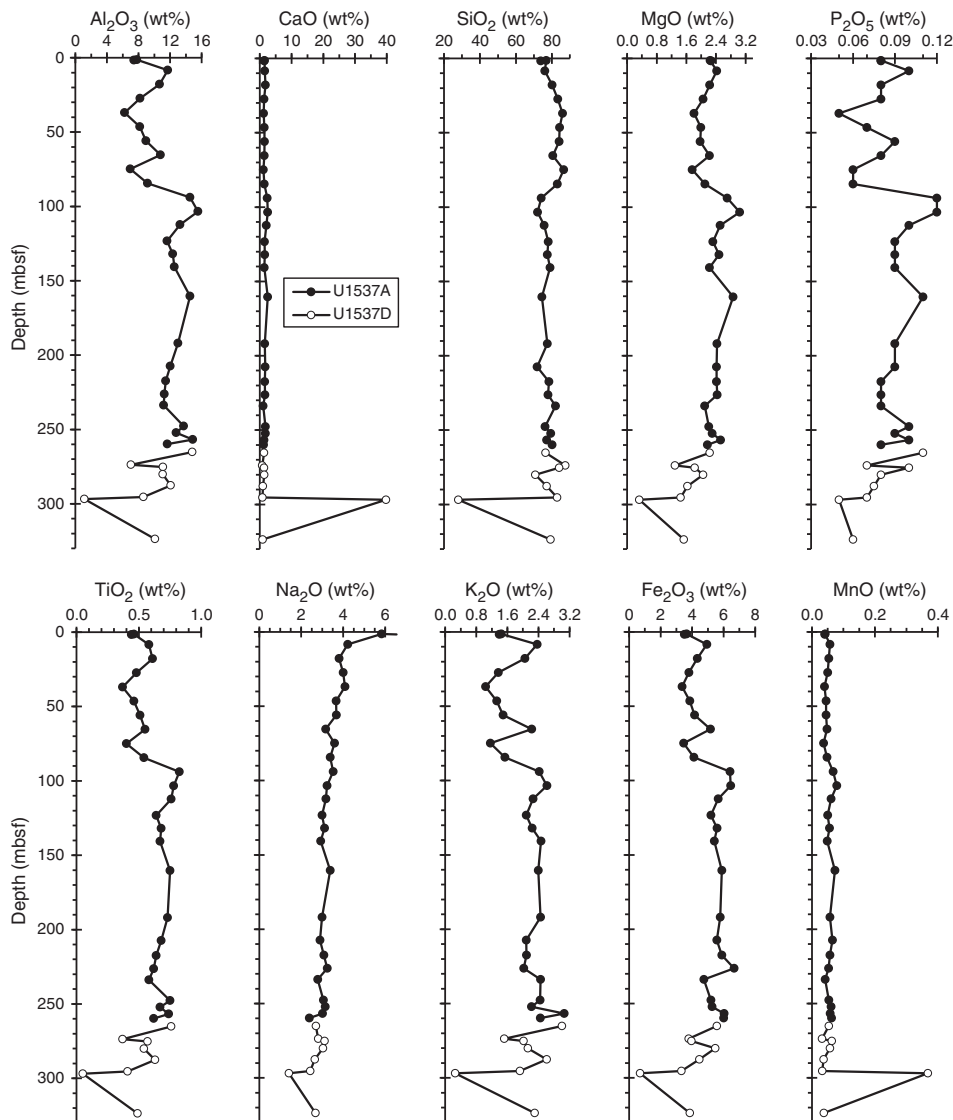 Al2O3 (wt%) CaO (wt%) SiO2 (wt%) MgO (wt%) P2O5 (wt%)
0 4 8 12 16 0 10 20 30 40 40 60 80 0.0 0.8 1.6 2.4 3.2 0.03 0.06 0.09 0.12
0
50
100
150
200
250
300
Depth (mbsf)
U1537A
U1537D
TiO2 (wt%) Na2O (wt%) K2O (wt%) Fe2O3 (wt%) MnO (wt%)
0.0 0.5 1.0 0 2 4 6 0.0 0.8 1.6 2.4 3.2 0 2 4 6 8 0.0 0.2 0.4
0
50
100
150
200
250
300
Depth (mbsf)